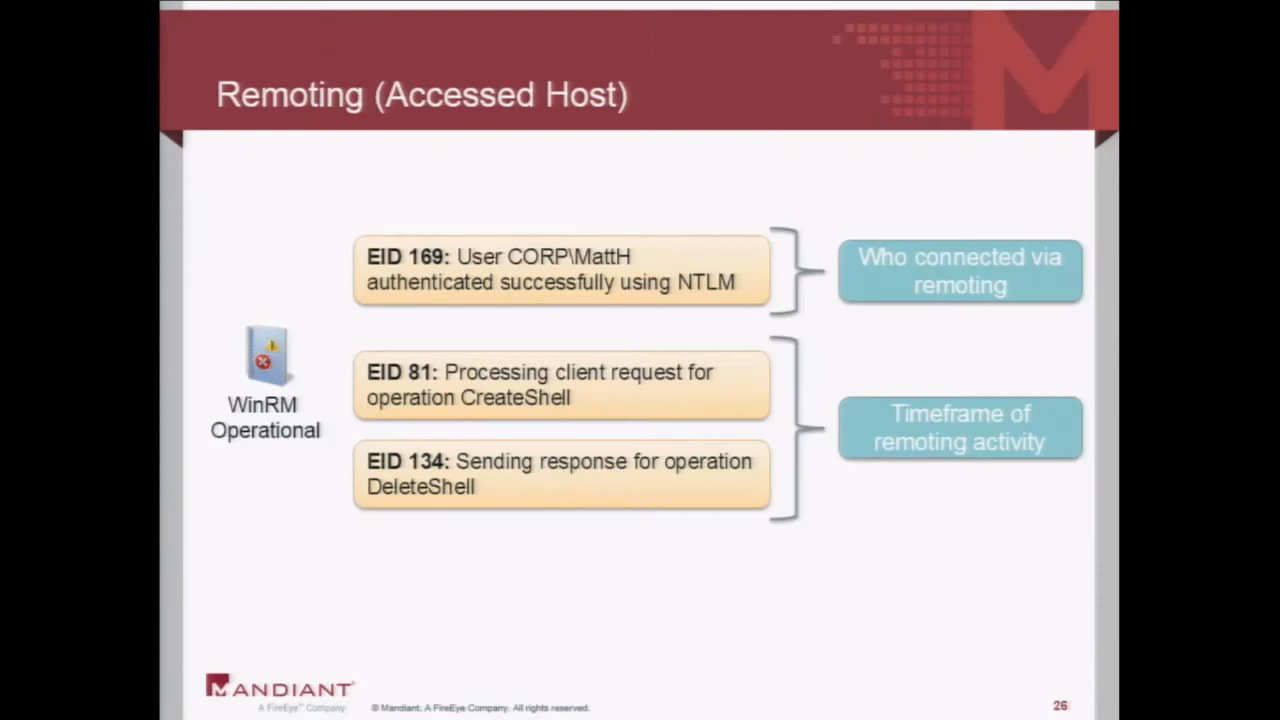 Remoting (Accessed Host)
EID 169: User CORP\MattH
authenticated successfully using NTLM
Who connected via
remoting
EID 81: Processing client request for
operation CreateShell
WinRM
Operational
Timeframe of
remoting activity
EID 134: Sending response for operation
DeleteShell
MANDIANT
A FireEye™ Company
© Mandiant. A FireEye Company. All rights reserved.
26